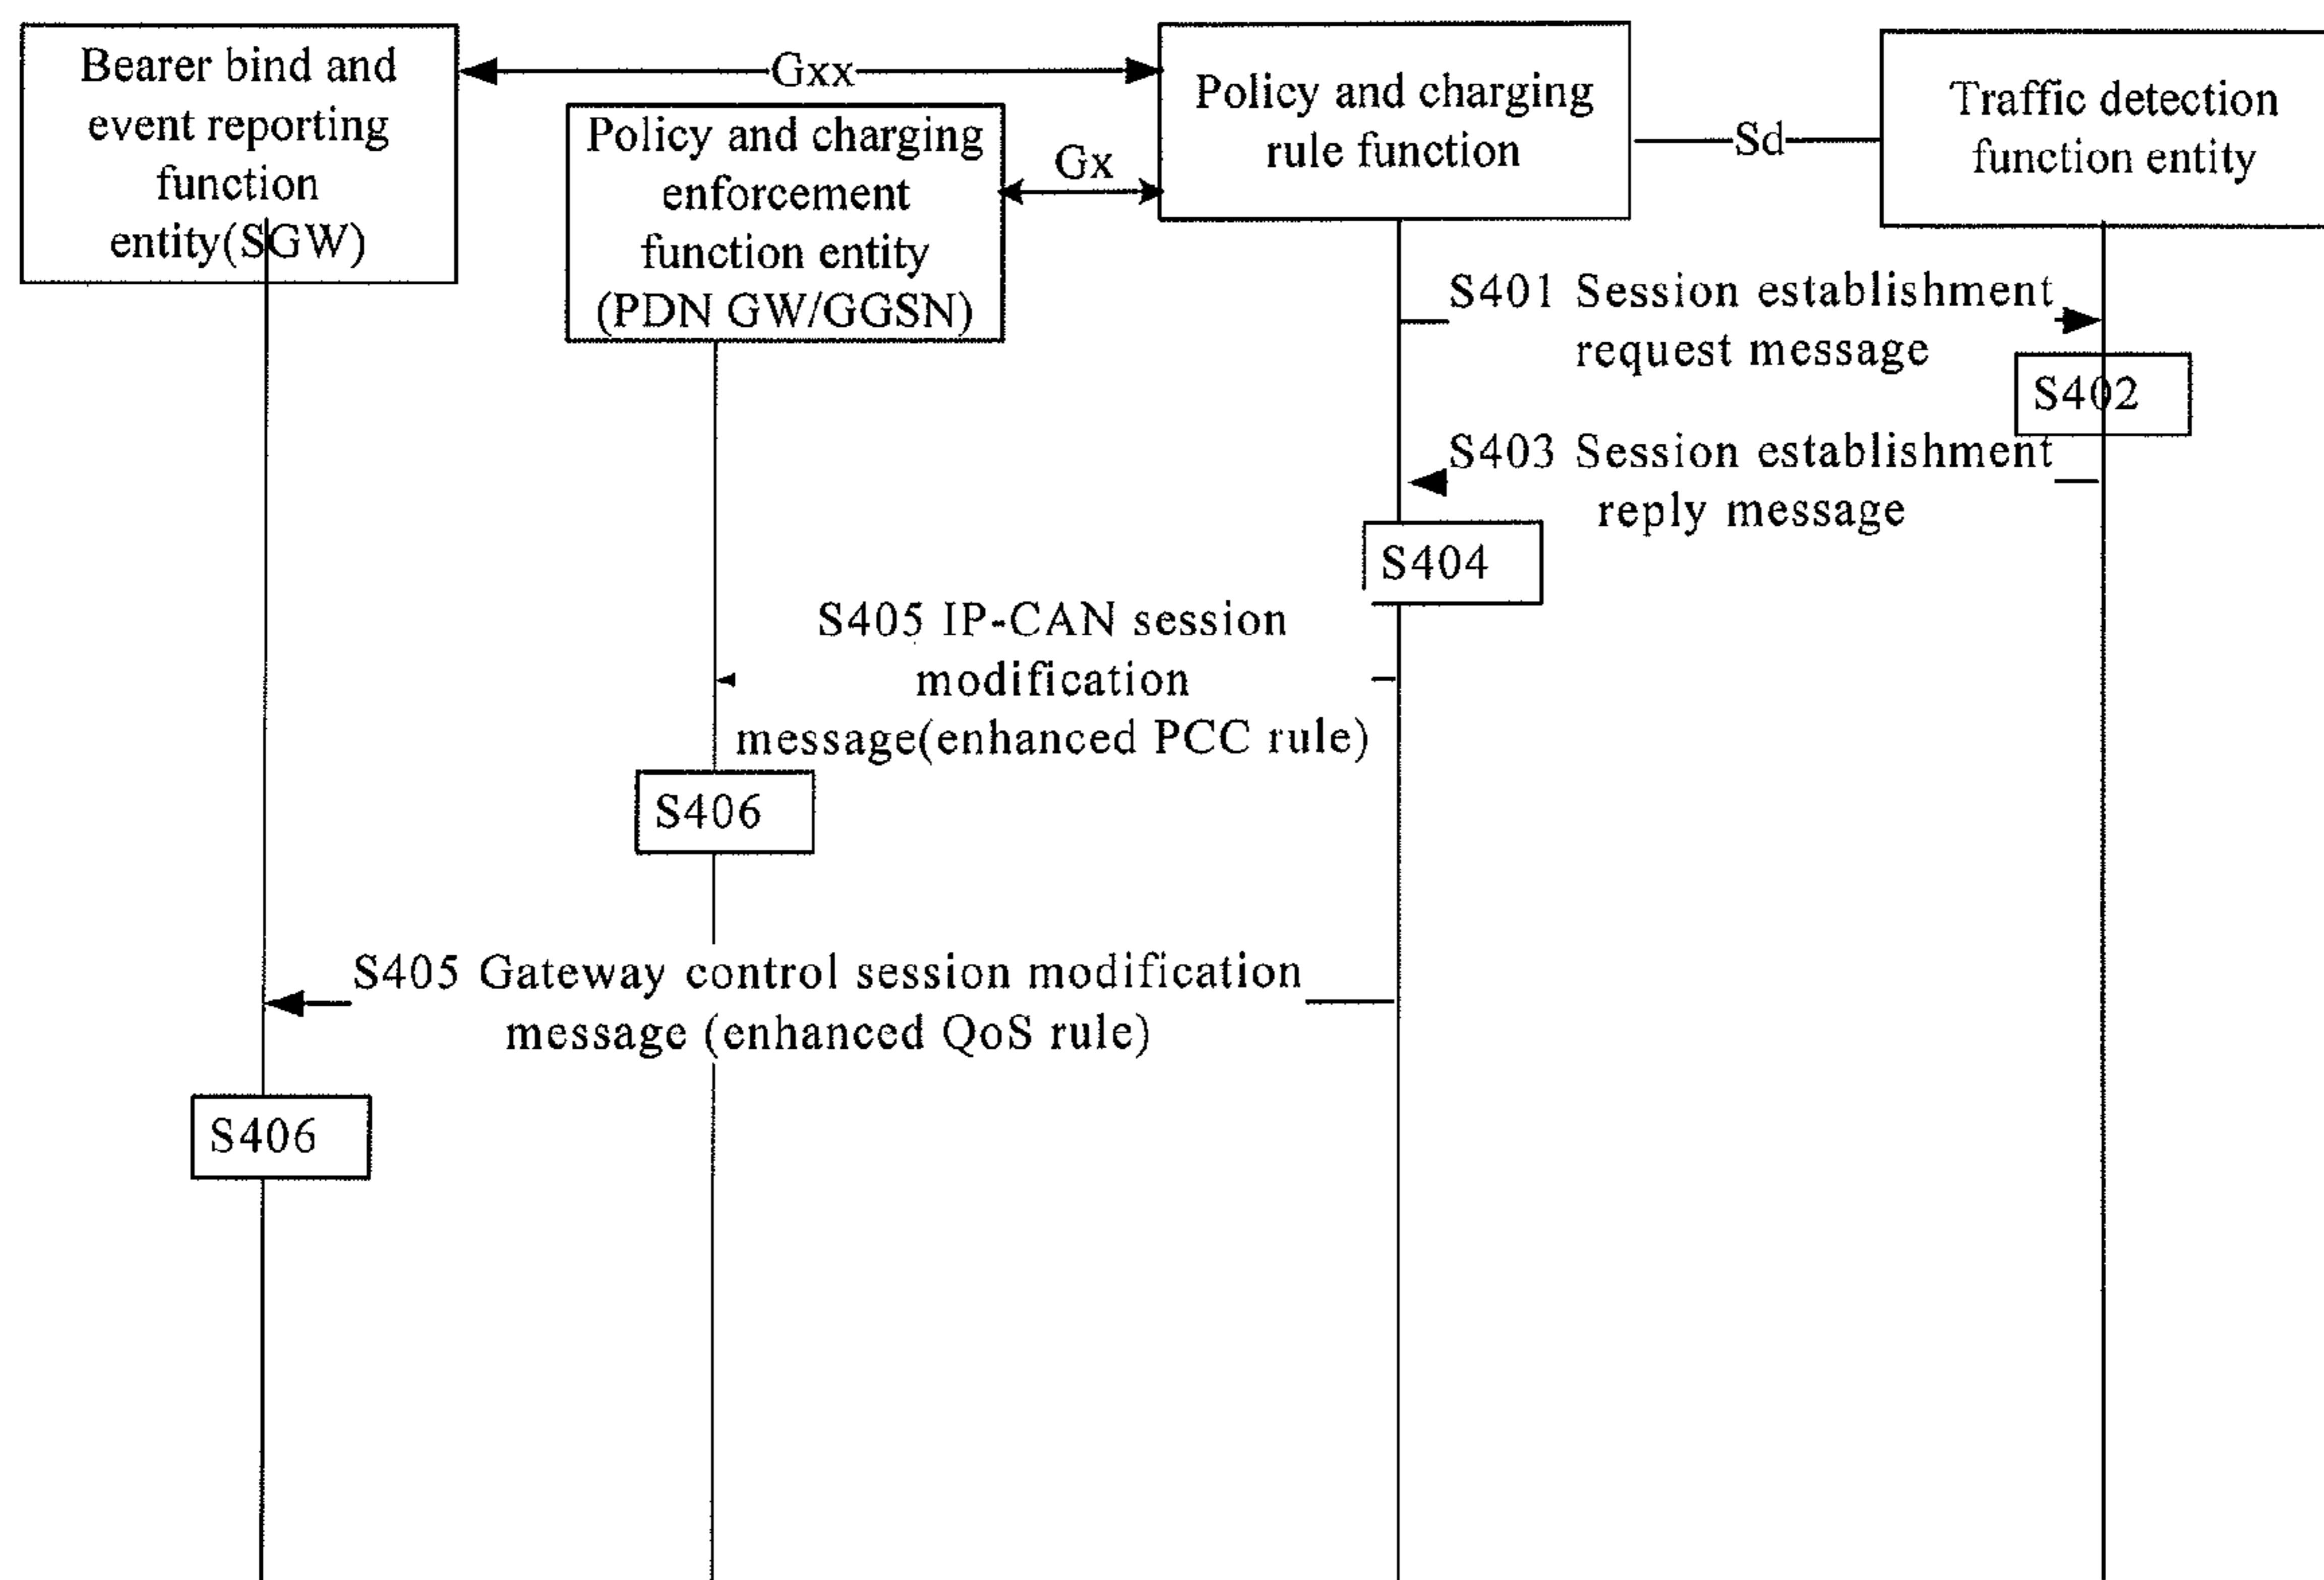 Bearer bind and
event reporting
function
entity(SGW)
Gxx
Policy and charging
enforcement
function entity
(PDN GW/GGSN)
Gx
Policy and charging
rule function
Sd
Traffic detection
function entity
S401 Session establishment
request message
S402
S403 Session establishment
reply message
S404
S405 IP-CAN session
modification
message(enhanced PCC rule)
S406
S405 Gateway control session modification
message (enhanced QoS rule)
S406